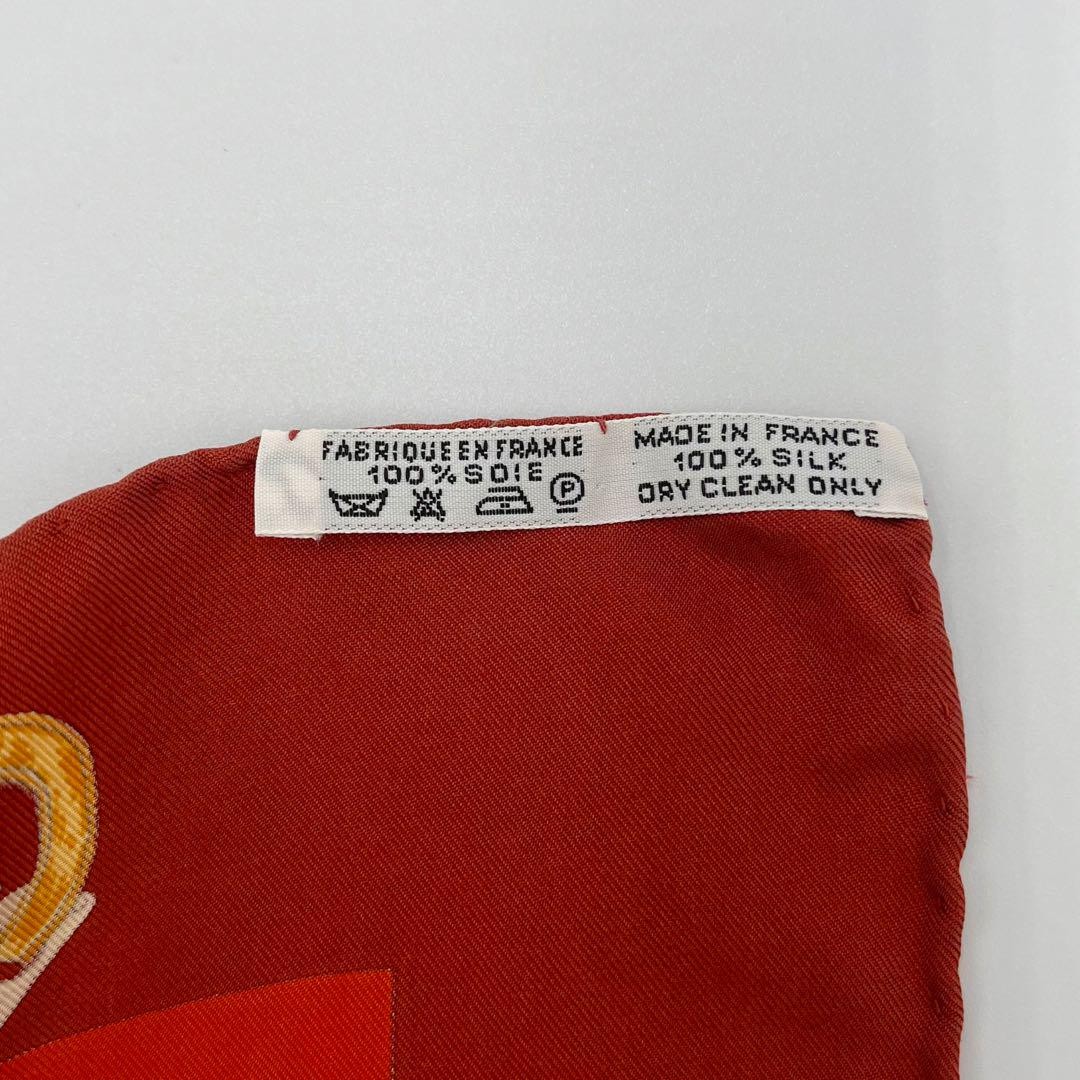 FABRIQUE EN FRANCE
100% SOIE
P
MADE IN FRANCE
100% SILK
DRY CLEAN ONLY